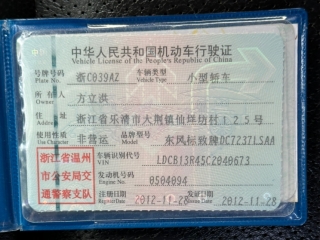 中华人民共和国机动车行驶证
Vehicle License of the People's Republic of China
号牌号码 Plate No. 浙C039AZ 车辆类型 Vehicle Type 小型轿车
所有人 Owner 方立洪
住址 Address 浙江省乐清市大荆镇仙垟坊村125号
使用性质 Use Character 非营运 品牌型号 Model 东风标致牌DC7237LSAA
浙江省温州市公安局交通警察支队
车辆识别代号 VIN LDCB13R45C2040673
发动机号码 Engine No. 0504094
注册日期 Register Date 2012-11-28 发证日期 Issue Date 2012-11-28